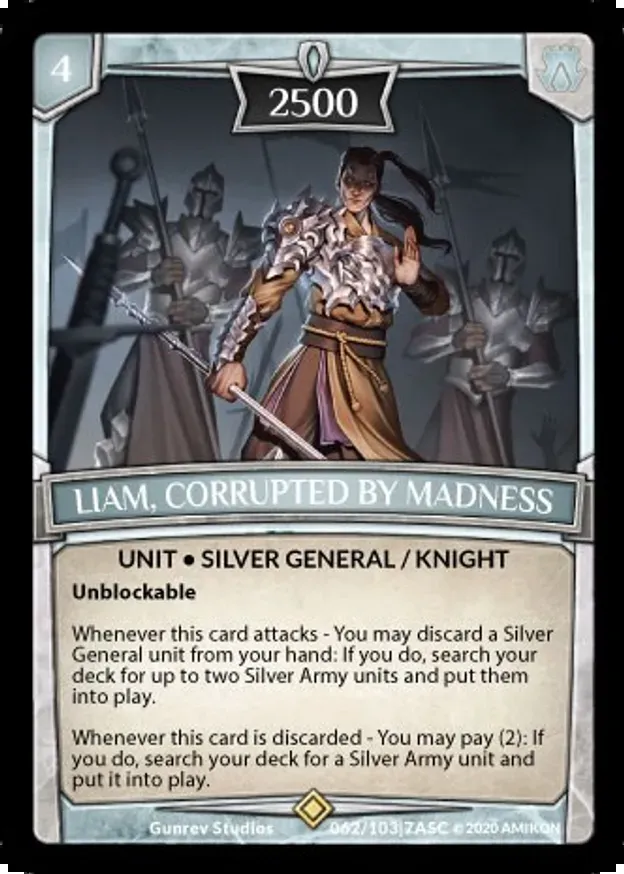 4
2500
LIAM, CORRUPTED BY MADNESS
UNIT • SILVER GENERAL / KNIGHT
Unblockable
Whenever this card attacks - You may discard a Silver
General unit from your hand: If you do, search your
deck for up to two Silver Army units and put them
into play.
Whenever this card is discarded - You may pay (2): If
you do, search your deck for a Silver Army unit and
put it into play.
Gunrev Studios 062/103|7ASC © 2020 AMIKON